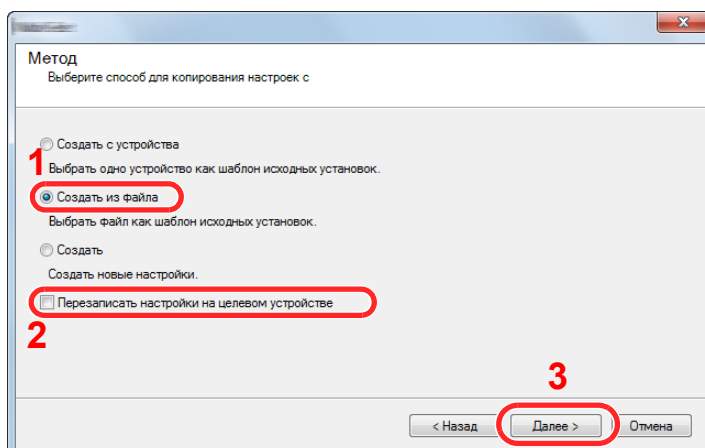 Метод
Выберите способ для копирования настроек с
Создать с устройства
1
Выбрать одно устройство как шаблон исходных установок.
Создать из файла
Выбрать файл как шаблон исходных установок.
Создать
Создать новые настройки.
Перезаписать настройки на целевом устройстве
2
3
< Назад Далее > Отмена